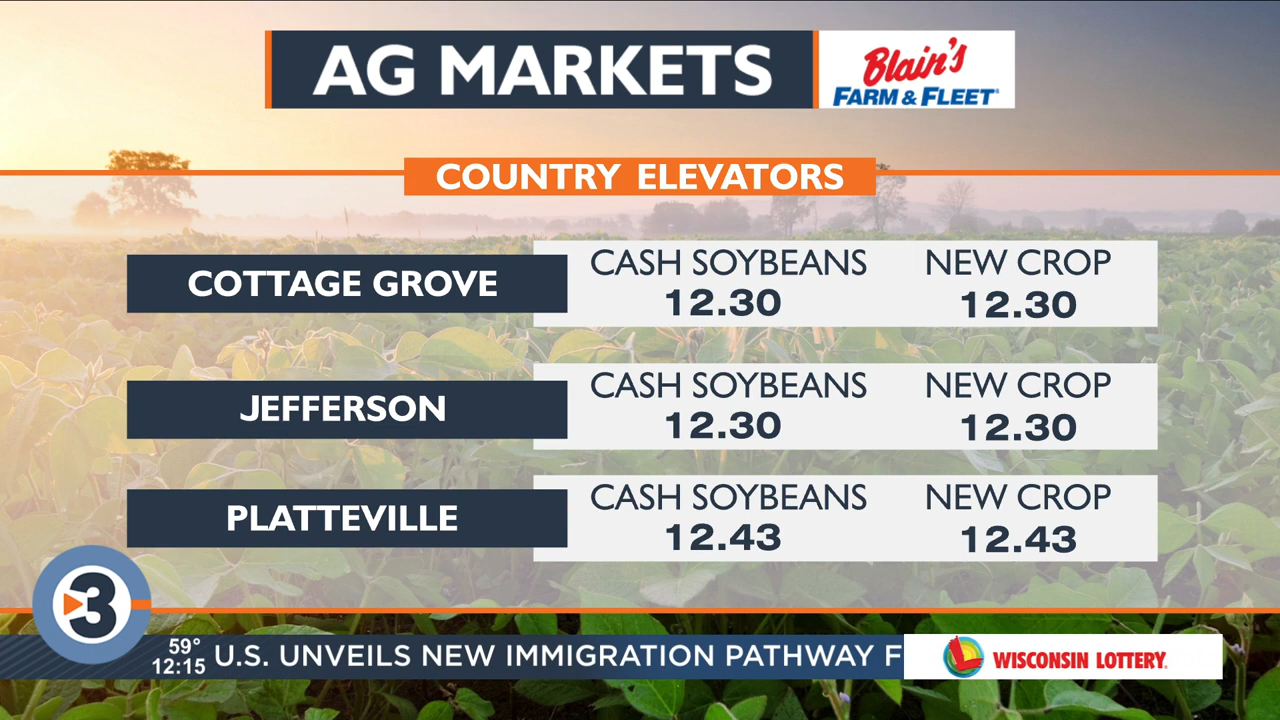 AG MARKETS
Blain's
FARM & FLEET
COUNTRY ELEVATORS
COTTAGE GROVE
CASH SOYBEANS
12.30
NEW CROP
12.30
JEFFERSON
CASH SOYBEANS
12.30
NEW CROP
12.30
PLATTEVILLE
CASH SOYBEANS
12.43
NEW CROP
12.43
3
59°
12:15
U.S. UNVEILS NEW IMMIGRATION PATHWAY F
WISCONSIN LOTTERY